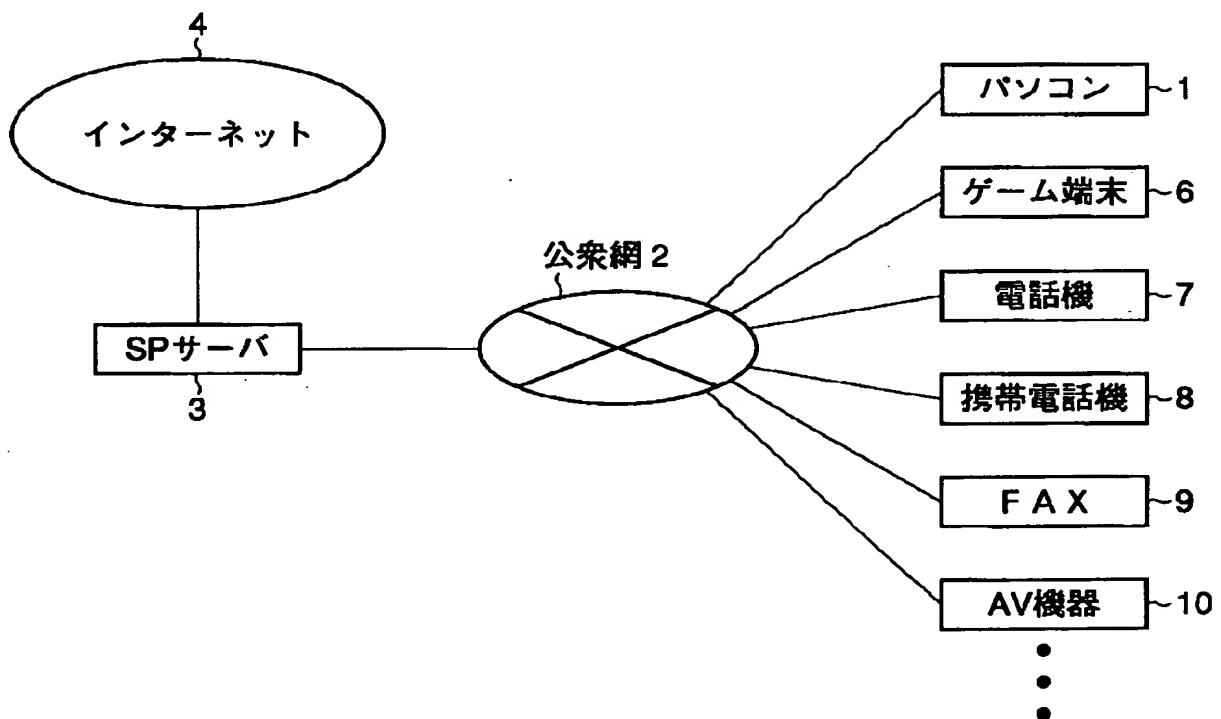 4
インターネット
SPサーバ
3
公衆網2
パソコン 1
ゲーム端末 6
電話機 7
携帯電話機 8
FAX 9
AV機器 10